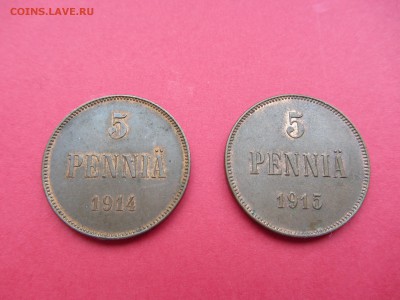 COINS.LAVE.RU
5
PENNIÄ
1914
5
PENNIÄ
1915